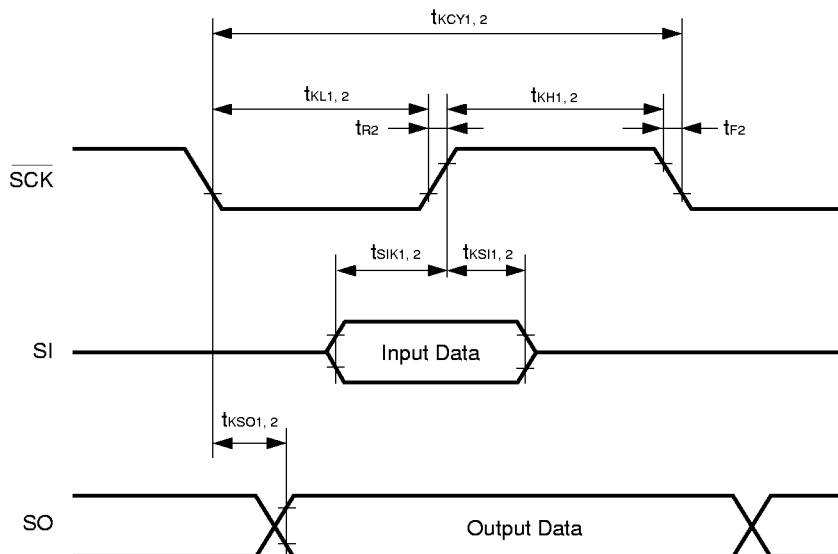 tKCY1, 2
tKL1, 2 tKH1, 2
tR2 tF2
SCK
tSIK1, 2 tKSI1, 2
SI Input Data
tKSO1, 2
SO Output Data